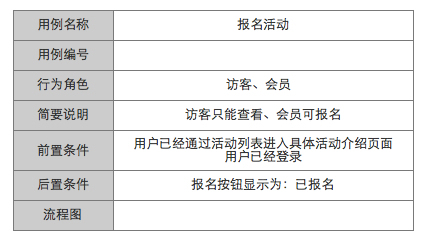 用例名称 报名活动
用例编号
行为角色 访客、会员
简要说明 访客只能查看、会员可报名
前置条件 用户已经通过活动列表进入具体活动介绍页面
用户已经登录
后置条件 报名按钮显示为：已报名
流程图